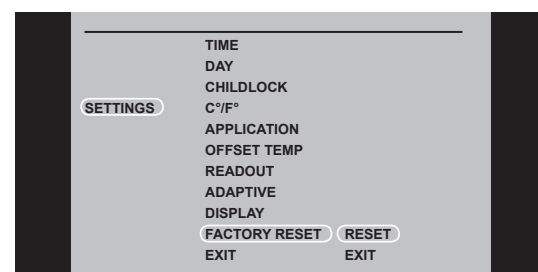 TIME
DAY
CHILDLOCK
SETTINGS C°/F°
APPLICATION
OFFSET TEMP
READOUT
ADAPTIVE
DISPLAY
FACTORY RESET RESET
EXIT EXIT